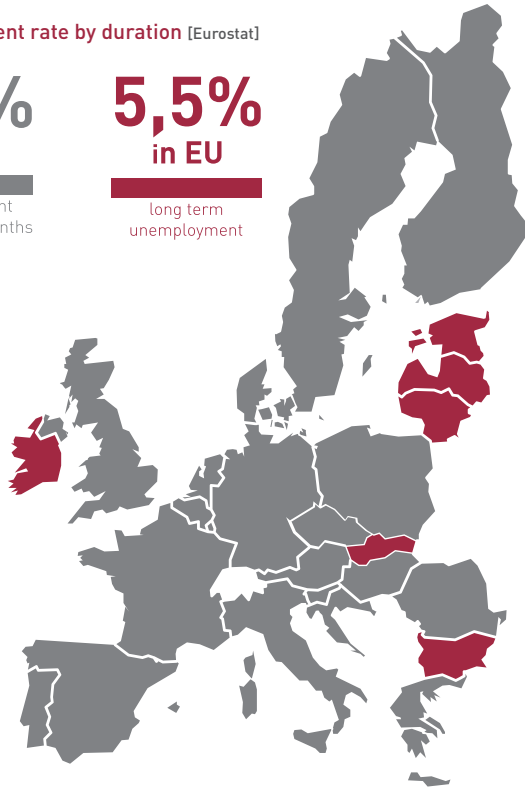 ent rate by duration [Eurostat]
%
nt
nths
5,5%
in EU
long term
unemployment